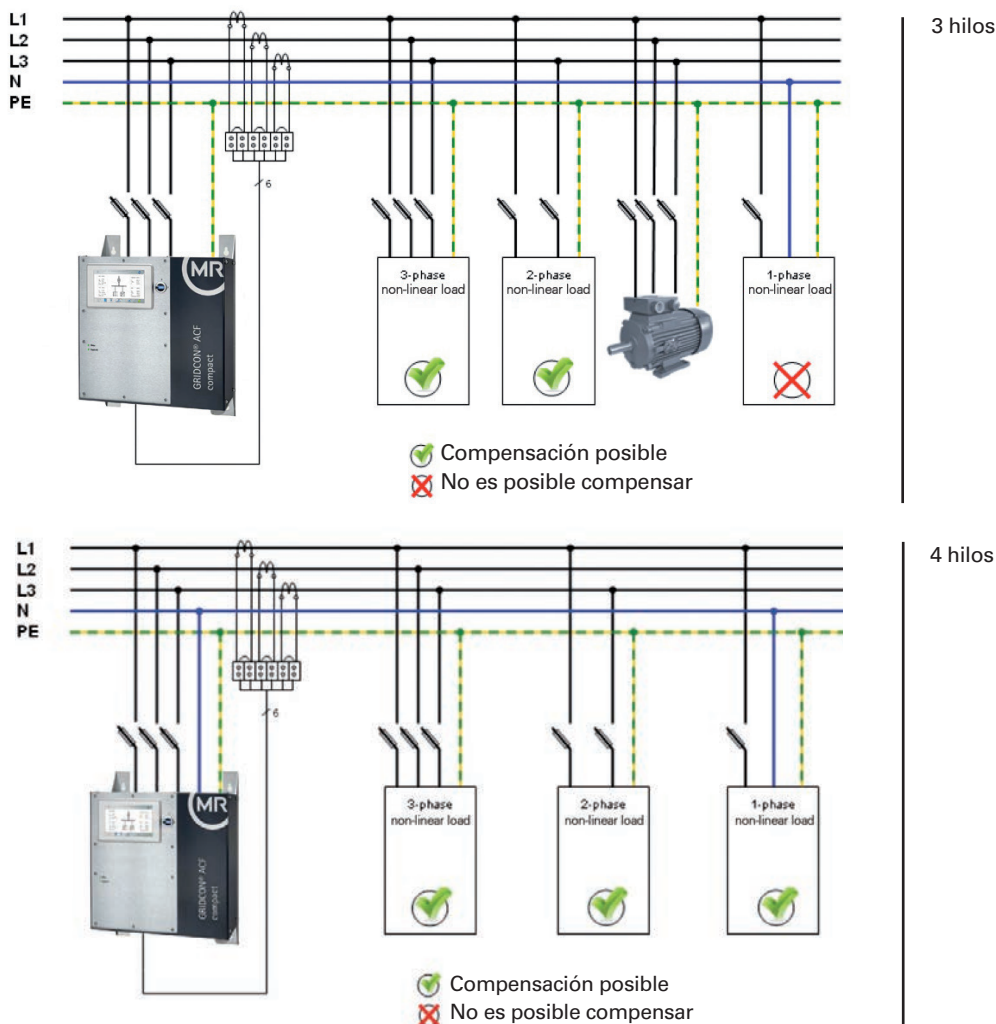 L1
L2
L3
N
PE
3 hilos
6
MR
GRIDCON® ACF
compact
3-phase
non-linear load
2-phase
non-linear load
1-phase
non-linear load
Compensación posible
No es posible compensar
L1
L2
L3
N
PE
4 hilos
6
MR
GRIDCON® ACF
compact
3-phase
non-linear load
2-phase
non-linear load
1-phase
non-linear load
Compensación posible
No es posible compensar